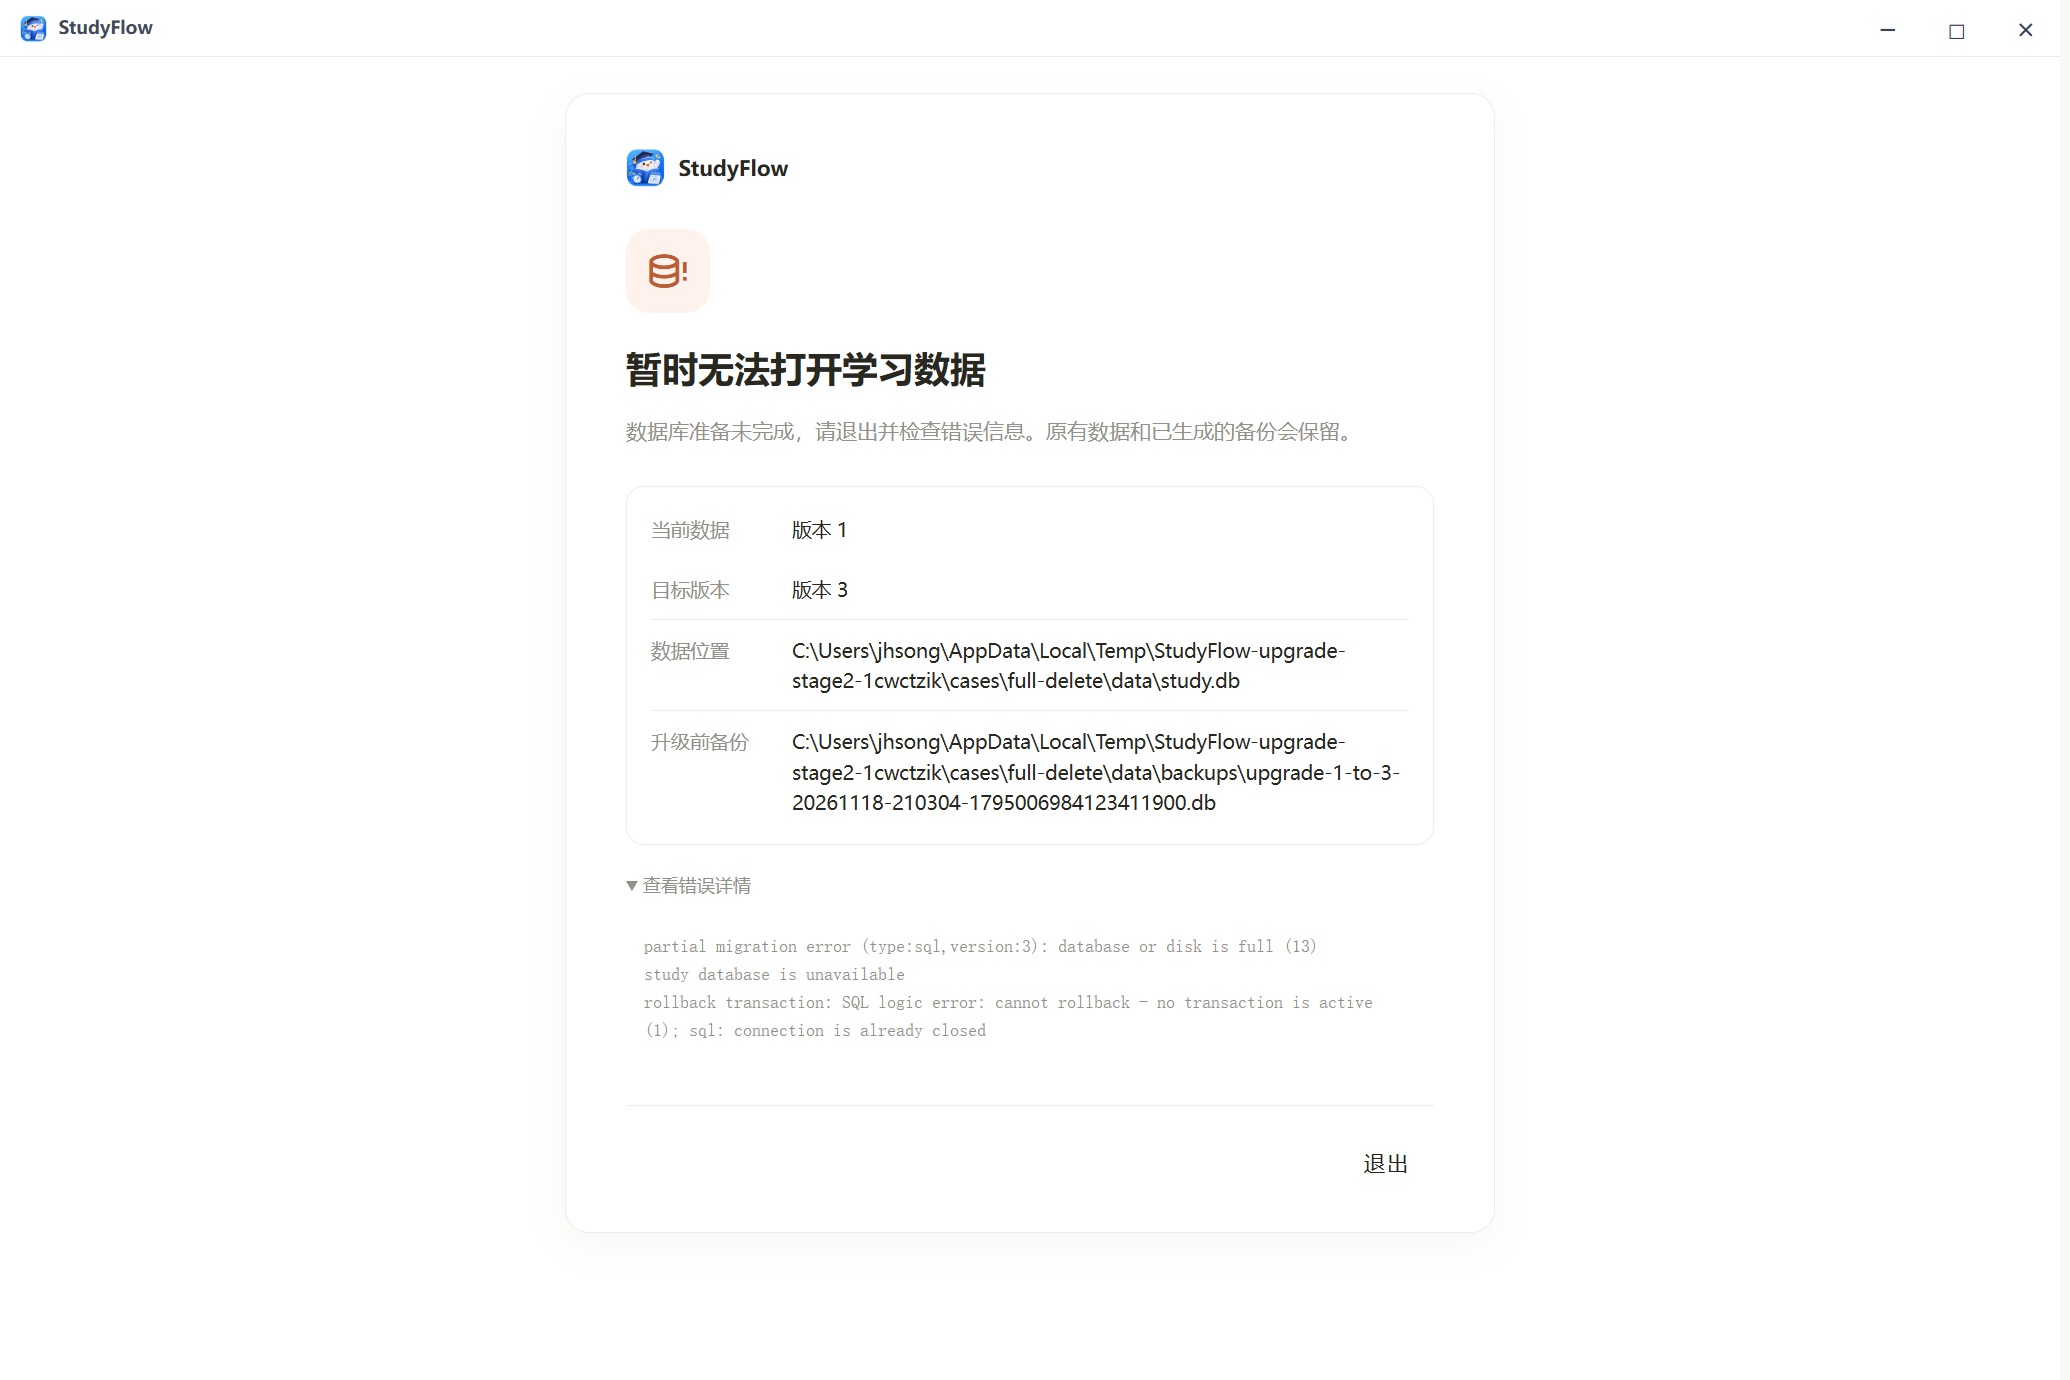 StudyFlow
StudyFlow
暂时无法打开学习数据
数据库准备未完成，请退出并检查错误信息。原有数据和已生成的备份会保留。
当前数据 版本 1
目标版本 版本 3
数据位置 C:\Users\jhsong\AppData\Local\Temp\StudyFlow-upgrade-
stage2-1cwctzik\cases\full-delete\data\study.db
升级前备份 C:\Users\jhsong\AppData\Local\Temp\StudyFlow-upgrade-
stage2-1cwctzik\cases\full-delete\data\backups\upgrade-1-to-3-
20261118-210304-1795006984123411900.db
▼ 查看错误详情
partial migration error (type:sql,version:3): database or disk is full (13)
study database is unavailable
rollback transaction: SQL logic error: cannot rollback - no transaction is active
(1); sql: connection is already closed
退出